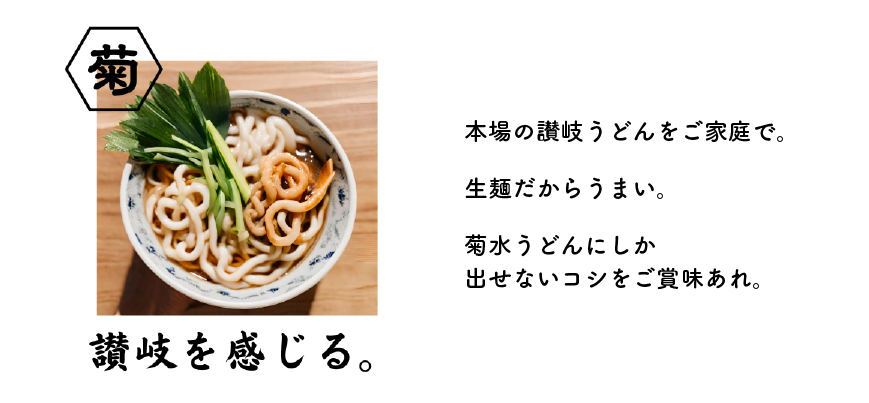 菊
讃岐を感じる。
本場の讃岐うどんをご家庭で。
生麺だからうまい。
菊水うどんにしか
出せないコシをご賞味あれ。